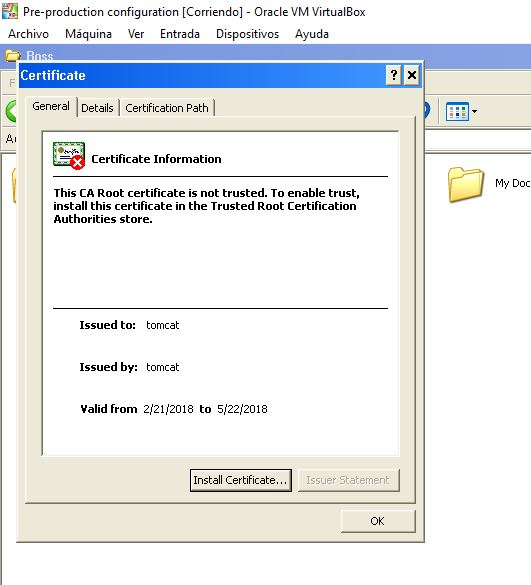 Pre-production configuration [Corriendo] - Oracle VM VirtualBox
Archivo Máquina Ver Entrada Dispositivos Ayuda
Ross
Certificate
General Details Certification Path
Certificate Information
This CA Root certificate is not trusted. To enable trust,
install this certificate in the Trusted Root Certification
Authorities store.
My Doc
Issued to: tomcat
Issued by: tomcat
Valid from 2/21/2018 to 5/22/2018
Install Certificate... Issuer Statement
OK